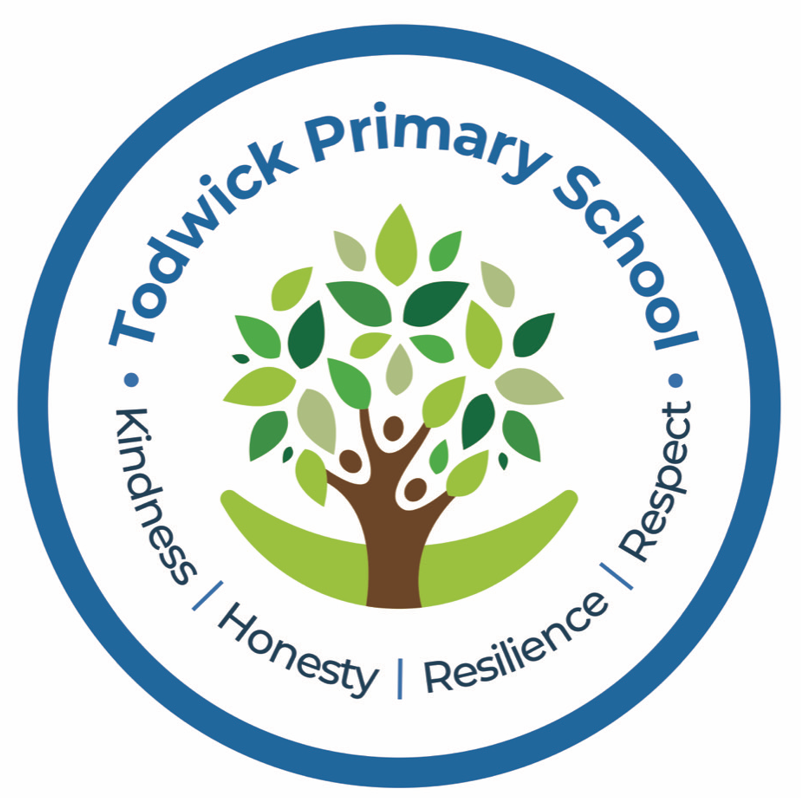 Todwick Primary School
Kindness | Honesty | Resilience | Respect